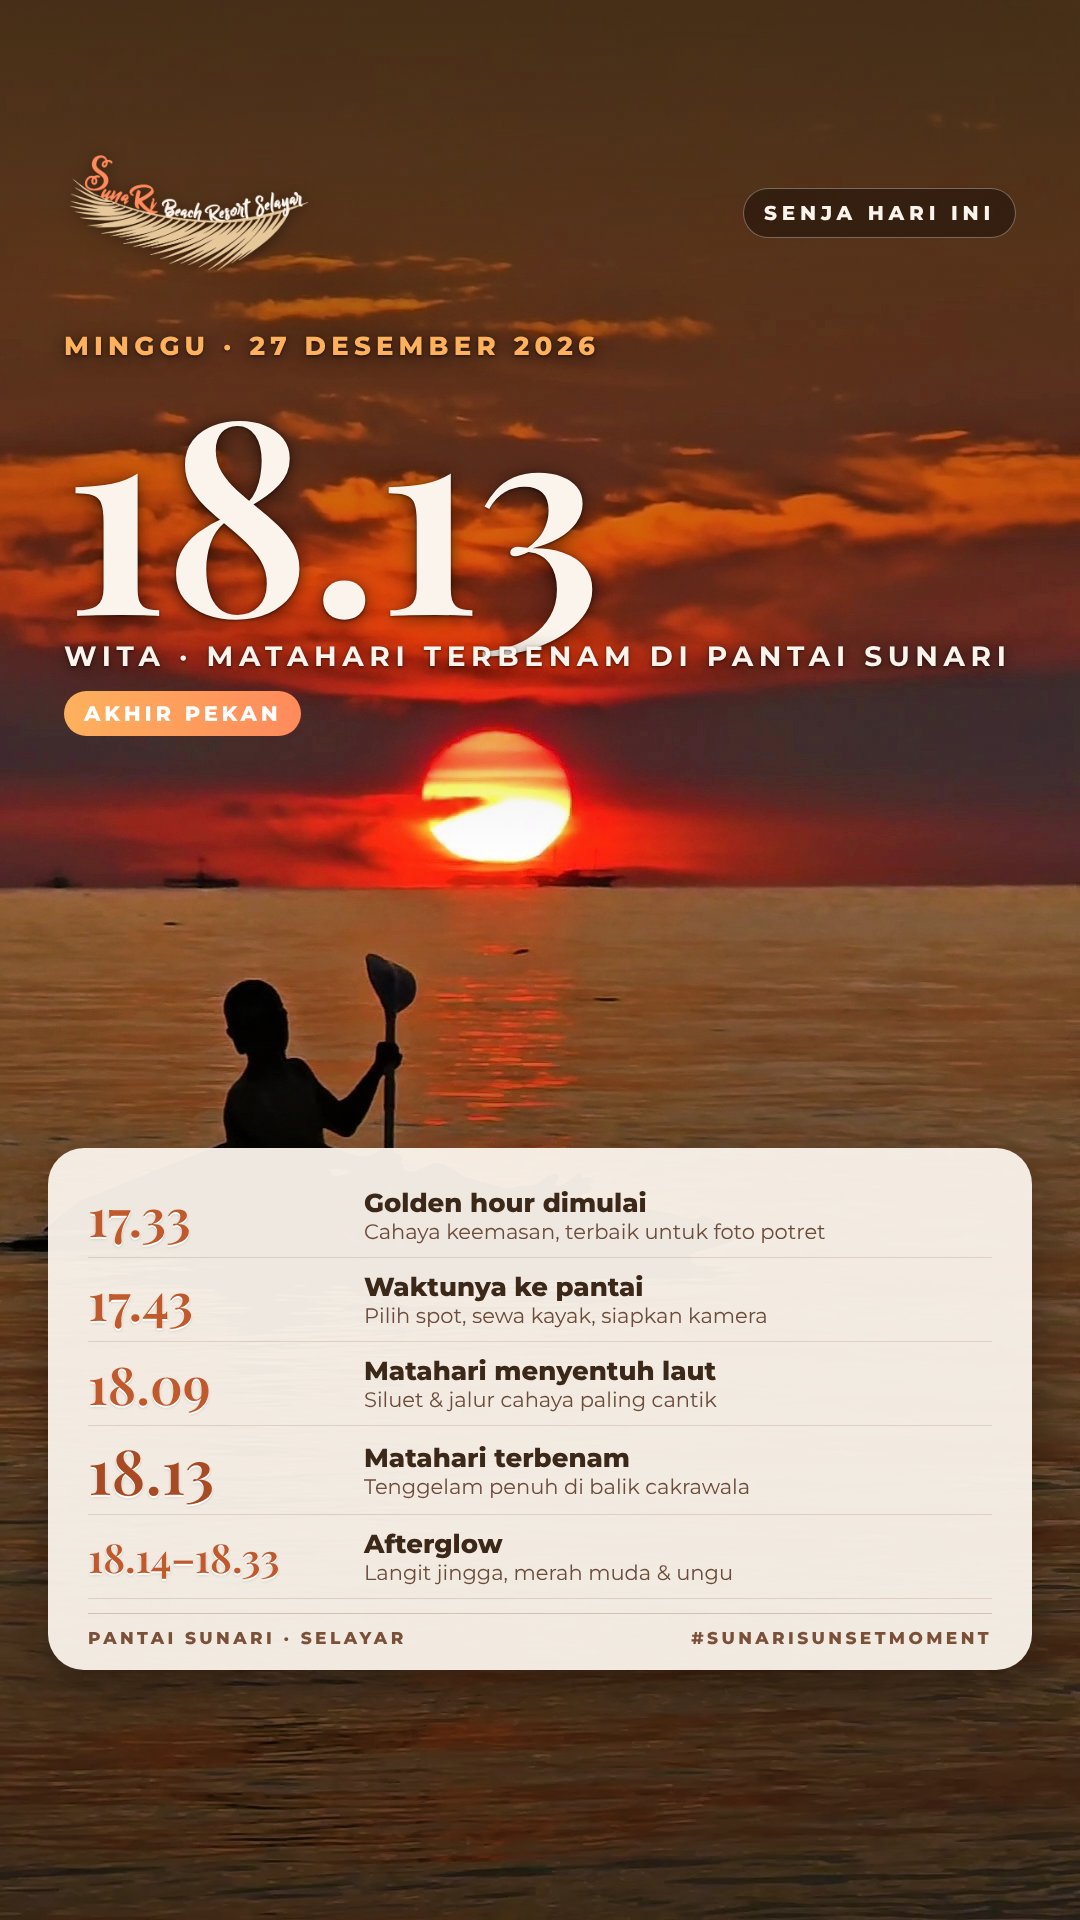 SunaRi Beach Resort Selayar
SENJA HARI INI
MINGGU · 27 DESEMBER 2026
18.13
WITA · MATAHARI TERBENAM DI PANTAI SUNARI
AKHIR PEKAN
17.33
Golden hour dimulai
Cahaya keemasan, terbaik untuk foto potret
17.43
Waktunya ke pantai
Pilih spot, sewa kayak, siapkan kamera
18.09
Matahari menyentuh laut
Siluet & jalur cahaya paling cantik
18.13
Matahari terbenam
Tenggelam penuh di balik cakrawala
18.14–18.33
Afterglow
Langit jingga, merah muda & ungu
PANTAI SUNARI · SELAYAR
#SUNARISUNSETMOMENT